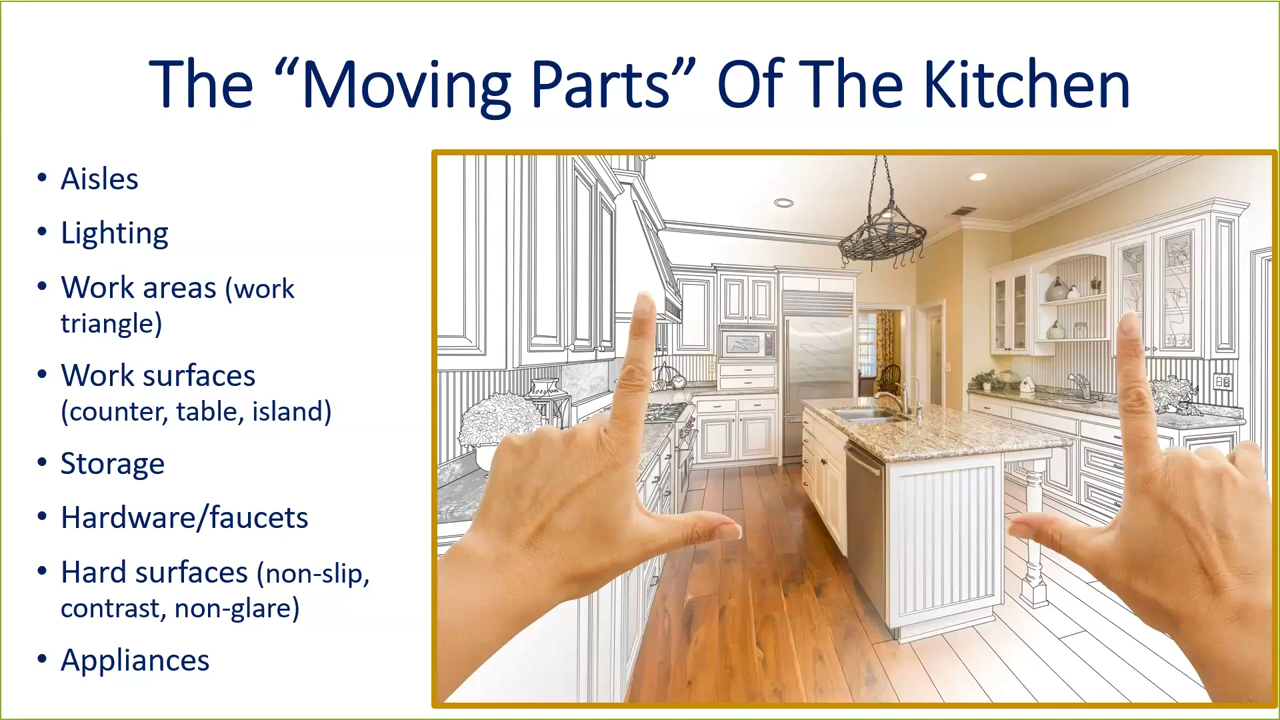 The “Moving Parts” Of The Kitchen
• Aisles
• Lighting
• Work areas (work
triangle)
• Work surfaces
(counter, table, island)
• Storage
• Hardware/faucets
• Hard surfaces (non-slip,
contrast, non-glare)
• Appliances